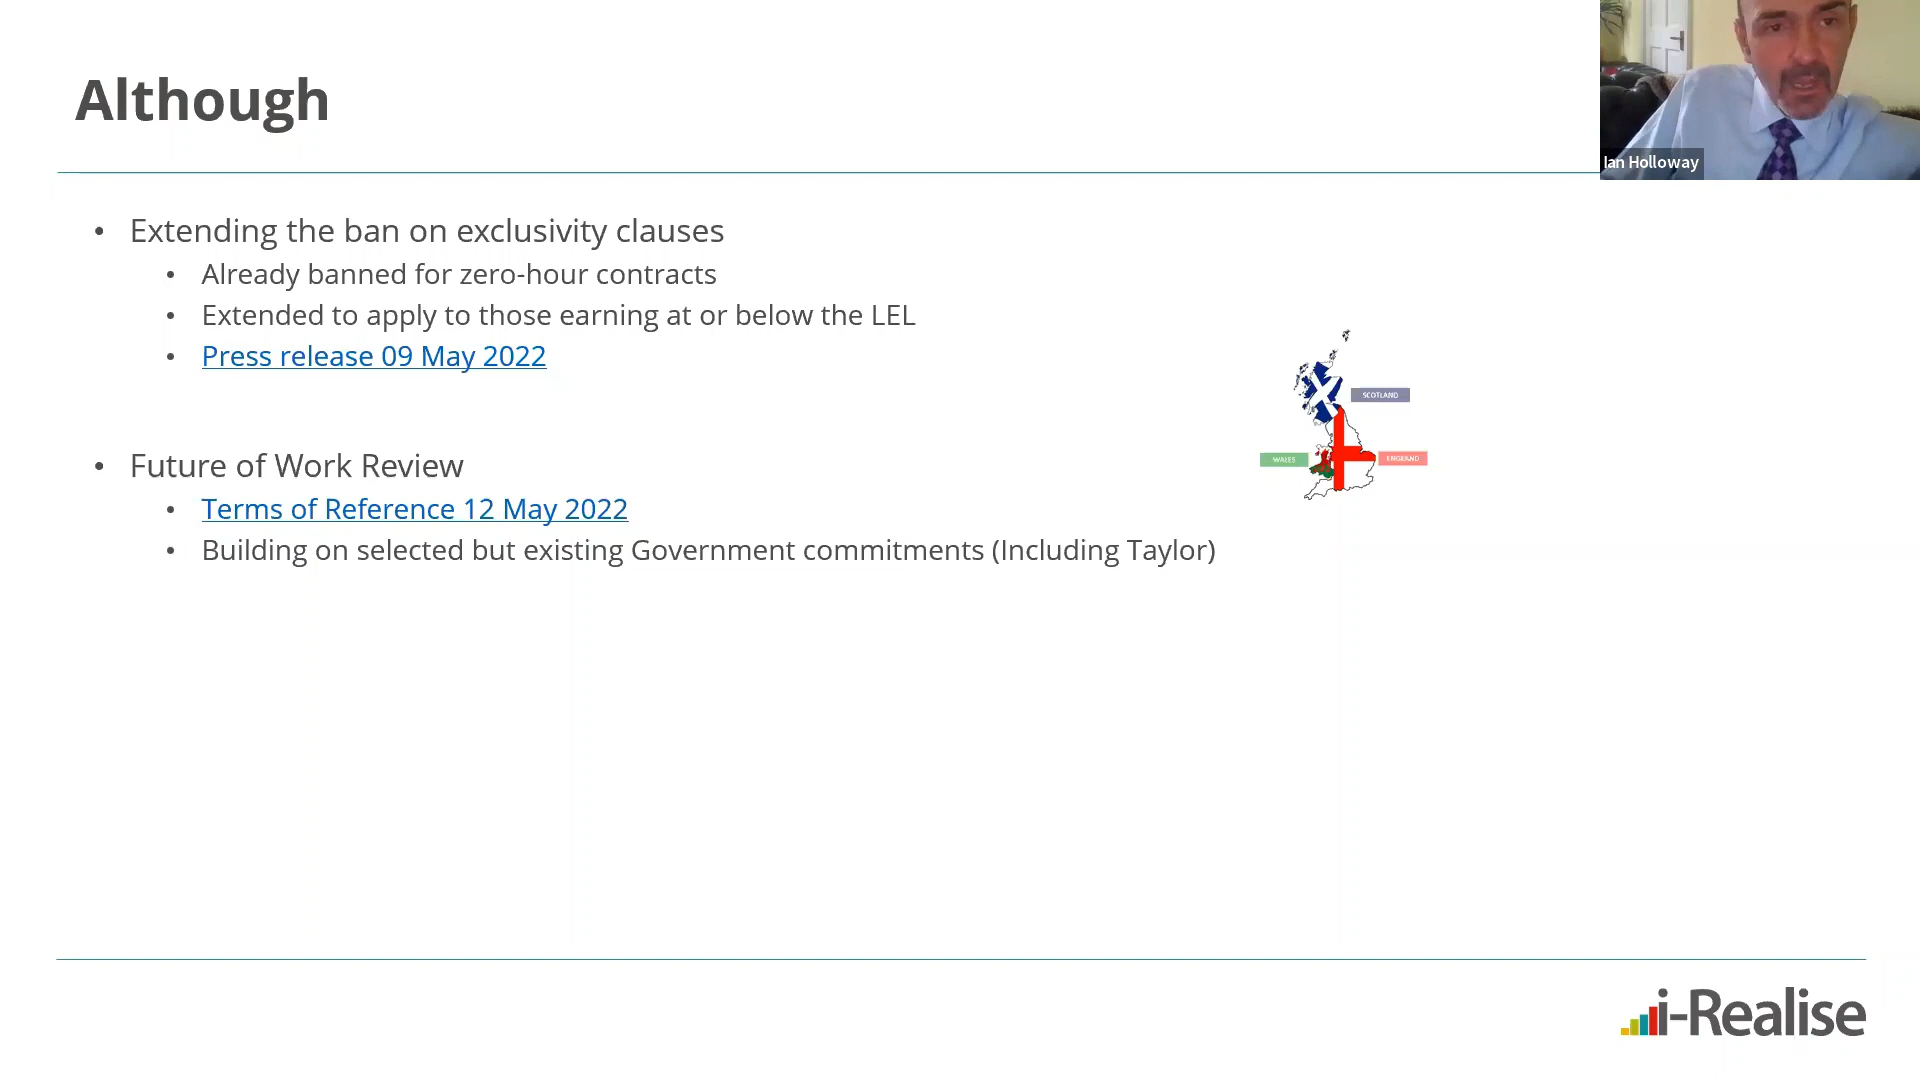 Although
Ian Holloway
• Extending the ban on exclusivity clauses
• Already banned for zero-hour contracts
• Extended to apply to those earning at or below the LEL
• Press release 09 May 2022
SCOTLAND
WALES
ENGLAND
• Future of Work Review
• Terms of Reference 12 May 2022
• Building on selected but existing Government commitments (Including Taylor)
i-Realise